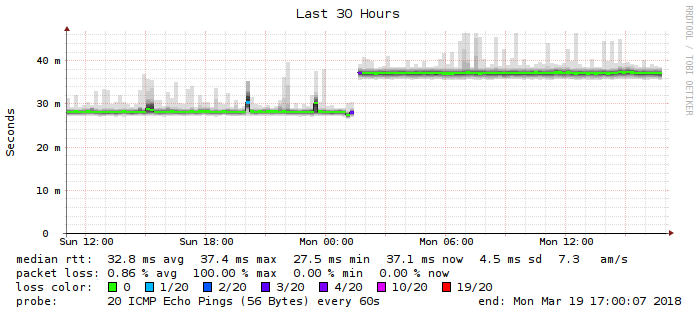 Last 30 Hours
RRDTOOL / TOBI OETIKER
Seconds
40 m
30 m
20 m
10 m
0
Sun 12:00 Sun 18:00 Mon 00:00 Mon 06:00 Mon 12:00
median rtt: 32.8 ms avg 37.4 ms max 27.5 ms min 37.1 ms now 4.5 ms sd 7.3 am/s
packet loss: 0.86 % avg 100.00 % max 0.00 % min 0.00 % now
loss color: 0 1/20 2/20 3/20 4/20 10/20 19/20
probe: 20 ICMP Echo Pings (56 Bytes) every 60s end: Mon Mar 19 17:00:07 2018